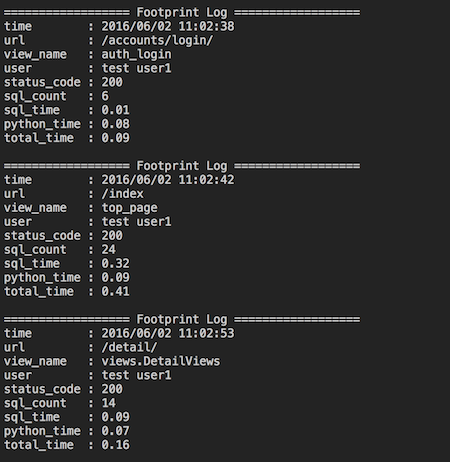 ================== Footprint Log ==================
time        : 2016/06/02 11:02:38
url         : /accounts/login/
view_name   : auth_login
user        : test user1
status_code : 200
sql_count   : 6
sql_time    : 0.01
python_time : 0.08
total_time  : 0.09
================== Footprint Log ==================
time        : 2016/06/02 11:02:42
url         : /index
view_name   : top_page
user        : test user1
status_code : 200
sql_count   : 24
sql_time    : 0.32
python_time : 0.09
total_time  : 0.41
================== Footprint Log ==================
time        : 2016/06/02 11:02:53
url         : /detail/
view_name   : views.DetailViews
user        : test user1
status_code : 200
sql_count   : 14
sql_time    : 0.09
python_time : 0.07
total_time  : 0.16